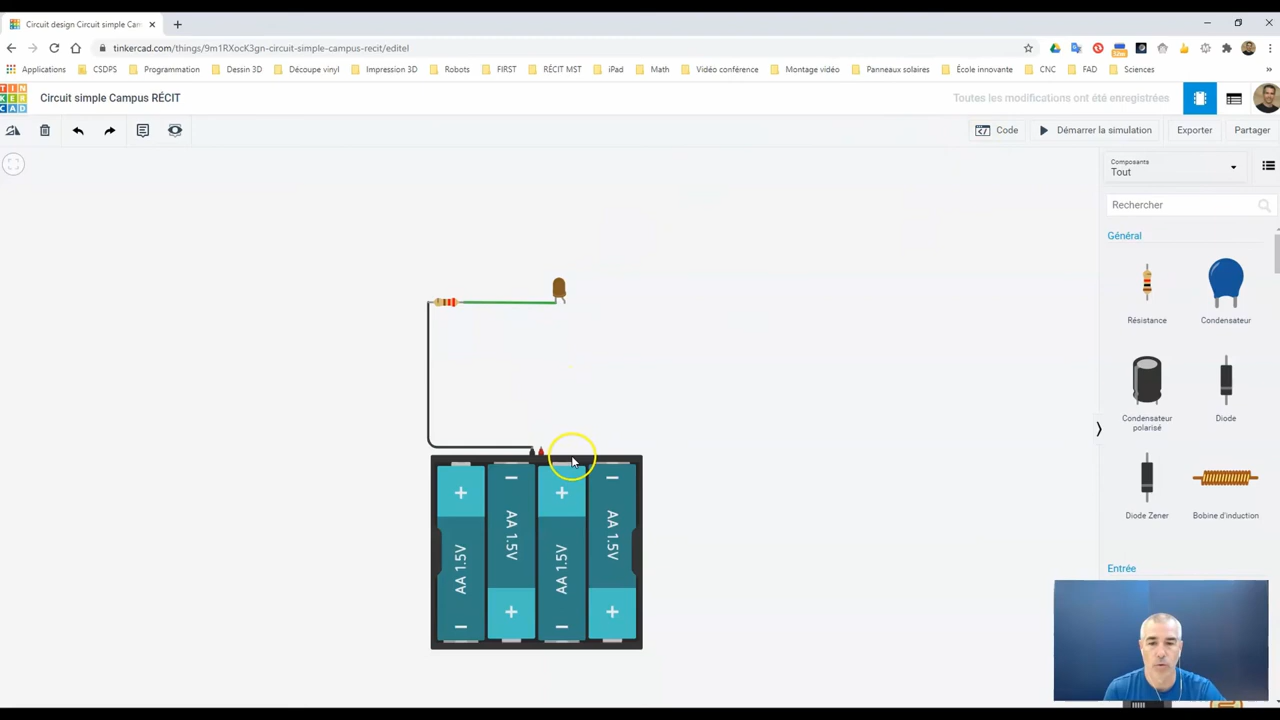 Circuit design Circuit simple Cam
tinkercad.com/things/9m1RXocK3gn-circuit-simple-campus-recit/editel
Applications CSDPS Programmation Dessin 3D Découpe vinyl Impression 3D Robots FIRST RÉCIT MST iPad Math Vidéo conférence Montage vidéo Panneaux solaires École innovante CNC FAD Sciences »
TIN
KER
CAD
Circuit simple Campus RÉCIT
Toutes les modifications ont été enregistrées
Code Démarrer la simulation Exporter Partager
Composants
Tout
Rechercher
Général
Résistance
Condensateur
Condensateur
polarisé
Diode
Diode Zener
Bobine d'induction
Entrée
+ − + −
AA 1.5V AA 1.5V AA 1.5V AA 1.5V
− + − +